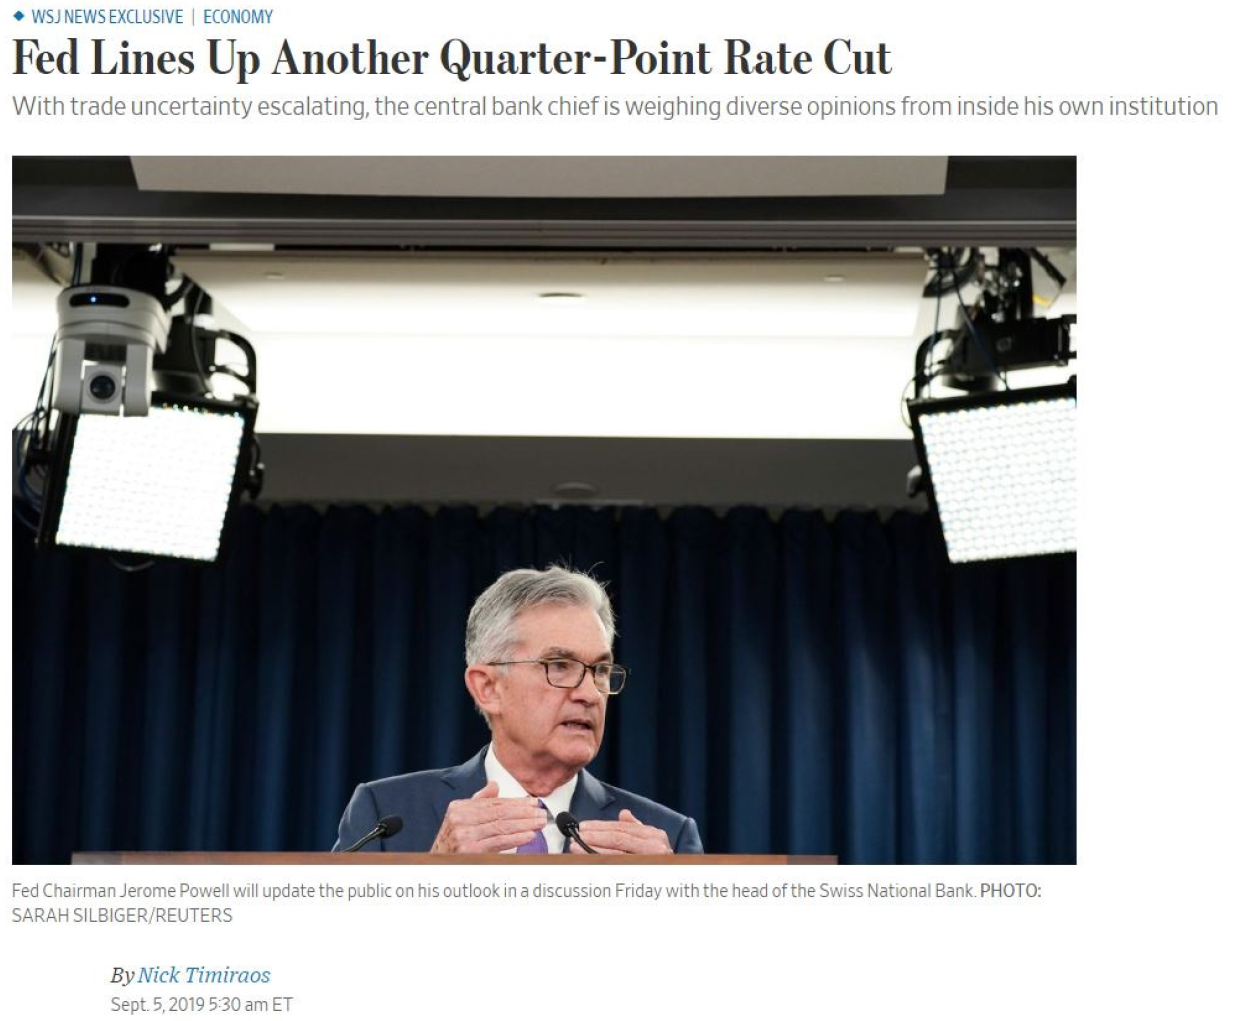 WSJ NEWS EXCLUSIVE | ECONOMY
Fed Lines Up Another Quarter-Point Rate Cut
With trade uncertainty escalating, the central bank chief is weighing diverse opinions from inside his own institution
Fed Chairman Jerome Powell will update the public on his outlook in a discussion Friday with the head of the Swiss National Bank. PHOTO:
SARAH SILBIGER/REUTERS
By Nick Timiraos
Sept. 5, 2019 5:30 am ET